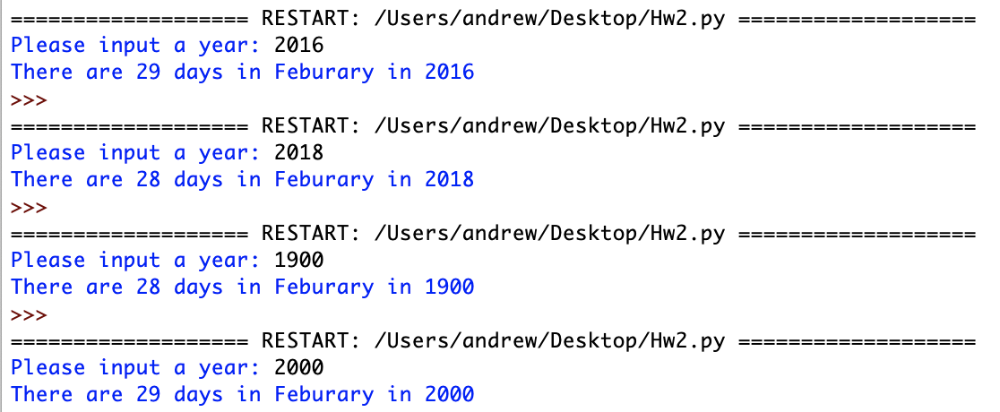 =================== RESTART: /Users/andrew/Desktop/Hw2.py ===================
Please input a year: 2016
There are 29 days in Feburary in 2016
>>>
=================== RESTART: /Users/andrew/Desktop/Hw2.py ===================
Please input a year: 2018
There are 28 days in Feburary in 2018
>>>
=================== RESTART: /Users/andrew/Desktop/Hw2.py ===================
Please input a year: 1900
There are 28 days in Feburary in 1900
>>>
=================== RESTART: /Users/andrew/Desktop/Hw2.py ===================
Please input a year: 2000
There are 29 days in Feburary in 2000